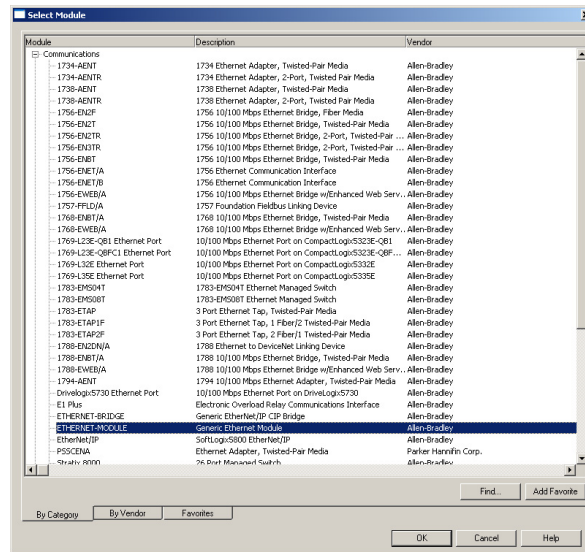 Select Module
Module Description Vendor
Communications
1734-AENT 1734 Ethernet Adapter, Twisted-Pair Media Allen-Bradley
1734-AENTR 1734 Ethernet Adapter, 2-Port, Twisted Pair Media Allen-Bradley
1738-AENT 1738 Ethernet Adapter, Twisted-Pair Media Allen-Bradley
1738-AENTR 1738 Ethernet Adapter, 2-Port, Twisted Pair Media Allen-Bradley
1756-EN2F 1756 10/100 Mbps Ethernet Bridge, Fiber Media Allen-Bradley
1756-EN2T 1756 10/100 Mbps Ethernet Bridge, Twisted-Pair Media Allen-Bradley
1756-EN2TR 1756 10/100 Mbps Ethernet Bridge, 2-Port, Twisted-Pair ... Allen-Bradley
1756-EN3TR 1756 10/100 Mbps Ethernet Bridge, 2-Port, Twisted-Pair ... Allen-Bradley
1756-ENBT 1756 10/100 Mbps Ethernet Bridge, Twisted-Pair Media Allen-Bradley
1756-ENET/A 1756 Ethernet Communication Interface Allen-Bradley
1756-ENET/B 1756 Ethernet Communication Interface Allen-Bradley
1756-EWEB/A 1756 10/100 Mbps Ethernet Bridge w/Enhanced Web Serv... Allen-Bradley
1757-FFLD/A 1757 Foundation Fieldbus Linking Device Allen-Bradley
1768-ENBT/A 1768 10/100 Mbps Ethernet Bridge, Twisted-Pair Media Allen-Bradley
1768-EWEB/A 1768 10/100 Mbps Ethernet Bridge w/Enhanced Web Serv... Allen-Bradley
1769-L23E-QB1 Ethernet Port 10/100 Mbps Ethernet Port on CompactLogix5323E-QB1 Allen-Bradley
1769-L23E-QBFC1 Ethernet Port 10/100 Mbps Ethernet Port on CompactLogix5323E-QBF... Allen-Bradley
1769-L32E Ethernet Port 10/100 Mbps Ethernet Port on CompactLogix5332E Allen-Bradley
1769-L35E Ethernet Port 10/100 Mbps Ethernet Port on CompactLogix5335E Allen-Bradley
1783-EMS04T 1783-EMS04T Ethernet Managed Switch Allen-Bradley
1783-EMS08T 1783-EMS08T Ethernet Managed Switch Allen-Bradley
1783-ETAP 3 Port Ethernet Tap, Twisted-Pair Media Allen-Bradley
1783-ETAP1F 3 Port Ethernet Tap, 1 Fiber/2 Twisted-Pair Media Allen-Bradley
1783-ETAP2F 3 Port Ethernet Tap, 2 Fiber/1 Twisted-Pair Media Allen-Bradley
1788-EN2DN/A 1788 Ethernet to DeviceNet Linking Device Allen-Bradley
1788-ENBT/A 1788 10/100 Mbps Ethernet Bridge, Twisted-Pair Media Allen-Bradley
1788-EWEB/A 1788 10/100 Mbps Ethernet Bridge w/Enhanced Web Serv... Allen-Bradley
1794-AENT 1794 10/100 Mbps Ethernet Adapter, Twisted-Pair Media Allen-Bradley
Drivelogix5730 Ethernet Port 10/100 Mbps Ethernet Port on DriveLogix5730 Allen-Bradley
E1 Plus Electronic Overload Relay Communications Interface Allen-Bradley
ETHERNET-BRIDGE Generic EtherNet/IP CIP Bridge Allen-Bradley
ETHERNET-MODULE Generic Ethernet Module Allen-Bradley
EtherNet/IP SoftLogix5800 EtherNet/IP Allen-Bradley
PSSCENA Ethernet Adapter, Twisted-Pair Media Parker Hannifin Corp.
Stratix 8000 26 Port Managed Switch Allen-Bradley
Find... Add Favorite
By Category By Vendor Favorites
OK Cancel Help